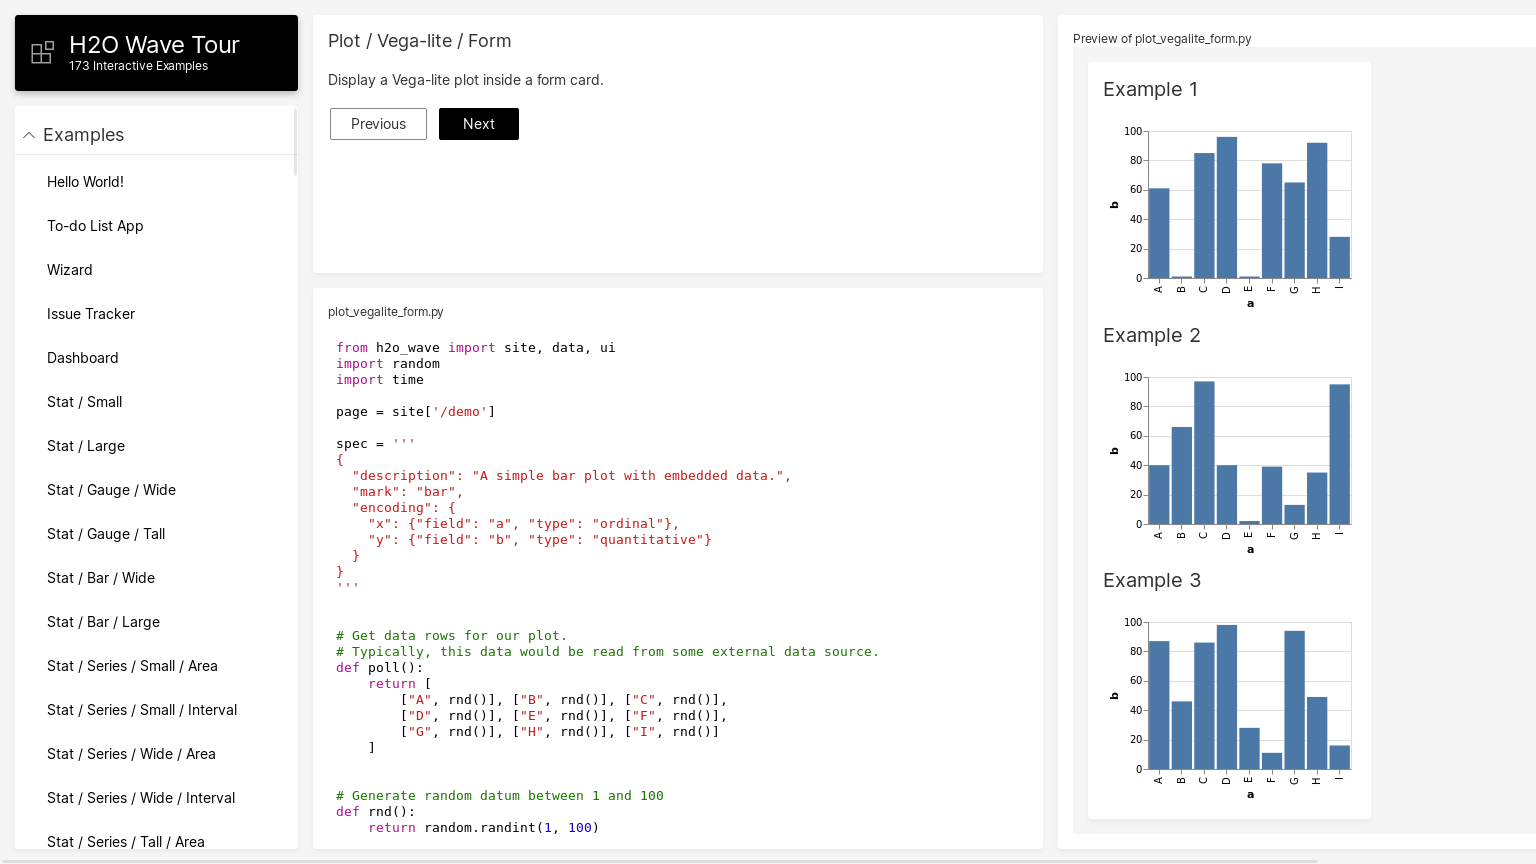 H2O Wave Tour
173 Interactive Examples
Examples
Hello World!
To-do List App
Wizard
Issue Tracker
Dashboard
Stat / Small
Stat / Large
Stat / Gauge / Wide
Stat / Gauge / Tall
Stat / Bar / Wide
Stat / Bar / Large
Stat / Series / Small / Area
Stat / Series / Small / Interval
Stat / Series / Wide / Area
Stat / Series / Wide / Interval
Stat / Series / Tall / Area
Plot / Vega-lite / Form
Display a Vega-lite plot inside a form card.
Previous Next
plot_vegalite_form.py
from h2o_wave import site, data, ui
import random
import time
page = site['/demo']
spec = '''
{
  "description": "A simple bar plot with embedded data.",
  "mark": "bar",
  "encoding": {
    "x": {"field": "a", "type": "ordinal"},
    "y": {"field": "b", "type": "quantitative"}
  }
}
'''
# Get data rows for our plot.
# Typically, this data would be read from some external data source.
def poll():
    return [
        ["A", rnd()], ["B", rnd()], ["C", rnd()],
        ["D", rnd()], ["E", rnd()], ["F", rnd()],
        ["G", rnd()], ["H", rnd()], ["I", rnd()]
    ]
# Generate random datum between 1 and 100
def rnd():
    return random.randint(1, 100)
Preview of plot_vegalite_form.py
Example 1
100
80
60
40
20
0
b
A B C D E F G H I
a
Example 2
100
80
60
40
20
0
b
A B C D E F G H I
a
Example 3
100
80
60
40
20
0
b
A B C D E F G H I
a